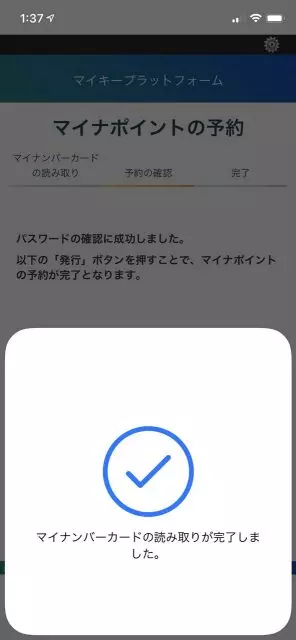 1:37
マイキープラットフォーム
マイナポイントの予約
マイナンバーカード
の読み取り
予約の確認
完了
パスワードの確認に成功しました。
以下の「発行」ボタンを押すことで、マイナポイント
の予約が完了となります。
マイナンバーカードの読み取りが完了しま
した。